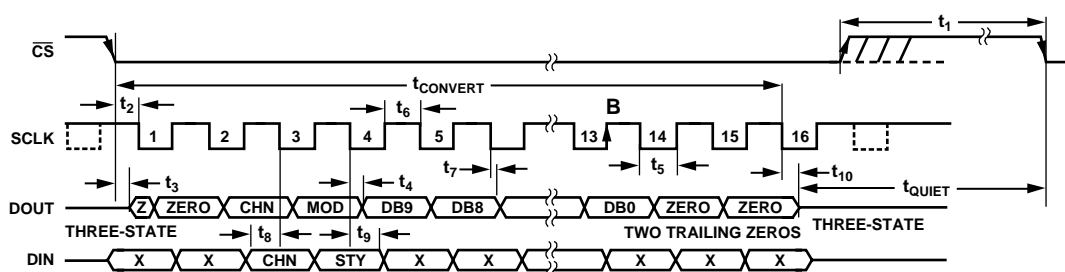 t1
CS
tCONVERT
t2 t6 B
SCLK 1 2 3 4 5 13 14 15 16
t7 t5
t3 t4 t10 tQUIET
DOUT Z ZERO CHN MOD DB9 DB8 DB0 ZERO ZERO
THREE-STATE t8 t9 TWO TRAILING ZEROS THREE-STATE
DIN X X CHN STY X X X X X